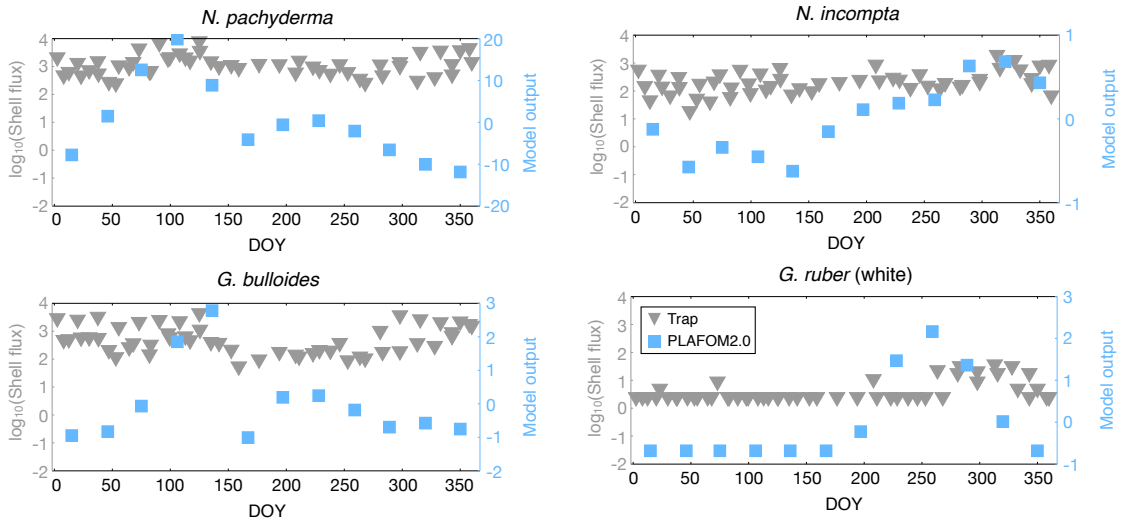 N. pachyderma
4
3
2
1
0
-1
-2
log10(Shell flux)
20
10
0
-10
-20
Model output
0 50 100 150 200 250 300 350
DOY
N. incompta
4
3
2
1
0
-1
-2
log10(Shell flux)
1
0
-1
Model output
0 50 100 150 200 250 300 350
DOY
G. bulloides
4
3
2
1
0
-1
-2
log10(Shell flux)
3
2
1
0
-1
-2
Model output
0 50 100 150 200 250 300 350
DOY
G. ruber (white)
4
3
2
1
0
-1
-2
log10(Shell flux)
Trap
PLAFOM2.0
3
2
1
0
-1
Model output
0 50 100 150 200 250 300 350
DOY